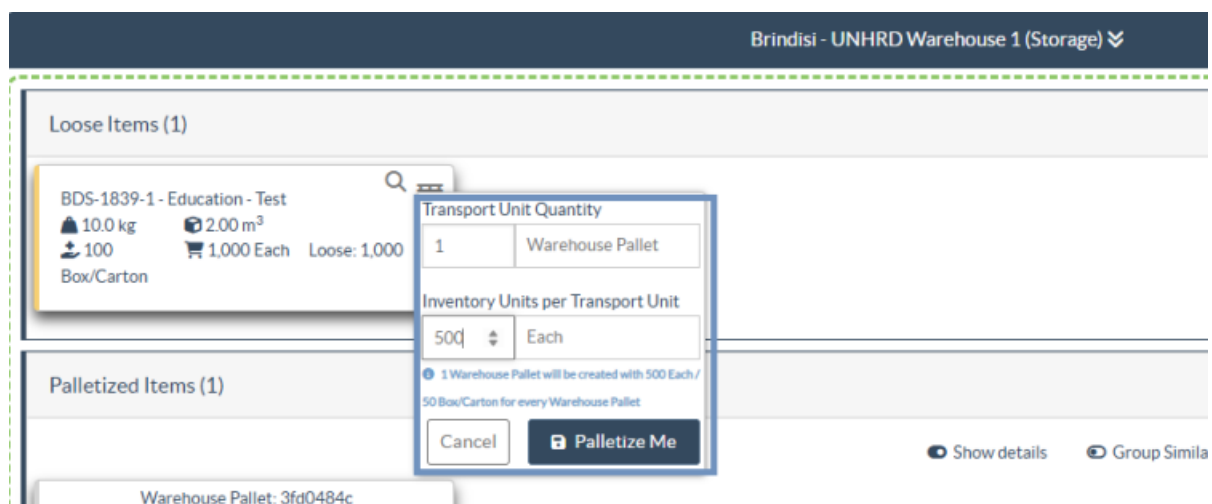 Brindisi - UNHRD Warehouse 1 (Storage)
Loose Items (1)
BDS-1839-1 - Education - Test
10.0 kg 2.00 m³
100 1,000 Each Loose: 1,000
Box/Carton
Transport Unit Quantity
1 Warehouse Pallet
Inventory Units per Transport Unit
500 Each
1 Warehouse Pallet will be created with 500 Each /
50 Box/Carton for every Warehouse Pallet
Cancel Palletize Me
Palletized Items (1)
Show details Group Simila
Warehouse Pallet: 3fd0484c